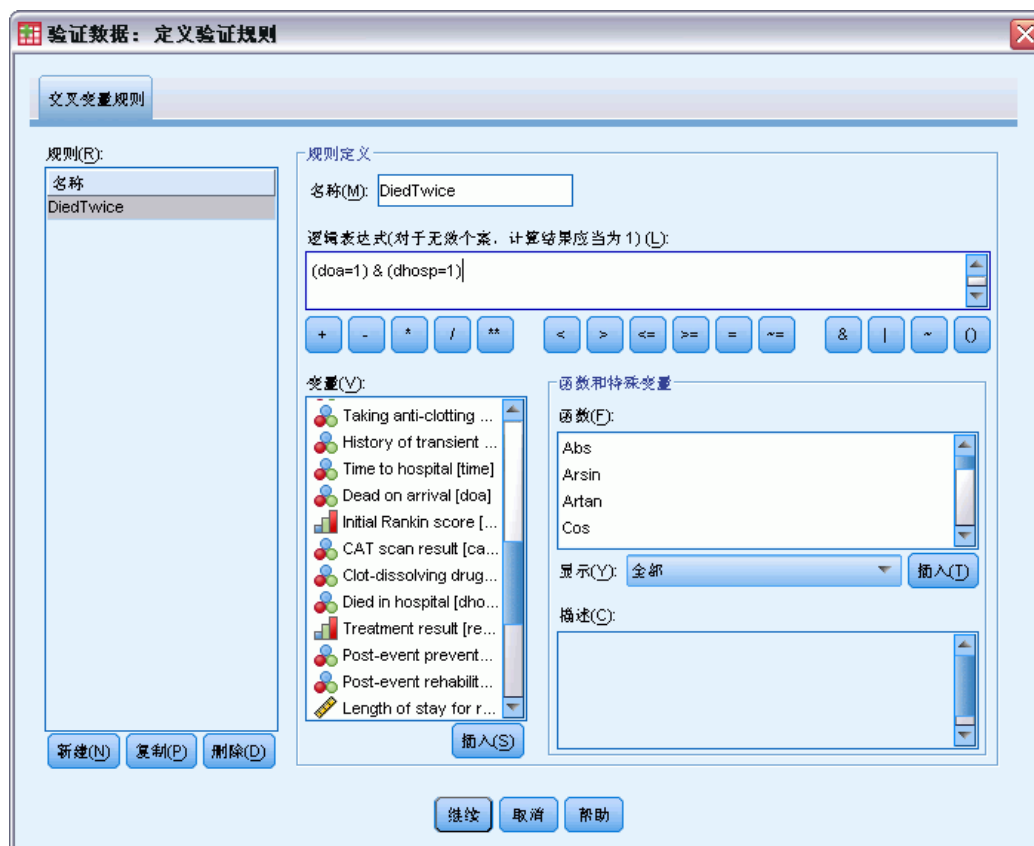 验证数据：定义验证规则
交叉变量规则
规则(R):
名称
DiedTwice
规则定义
名称(M): DiedTwice
逻辑表达式(对于无效个案，计算结果应当为 1) (L):
(doa=1) & (dhosp=1)
+ - * / ** < > <= >= = ~= & | ~ ()
变量(V):
Taking anti-clotting ...
History of transient ...
Time to hospital [time]
Dead on arrival [doa]
Initial Rankin score [...
CAT scan result [ca...
Clot-dissolving drug...
Died in hospital [dho...
Treatment result [re...
Post-event prevent...
Post-event rehabilit...
Length of stay for r...
插入(S)
函数和特殊变量
函数(F):
Abs
Arsin
Artan
Cos
显示(Y): 全部 插入(T)
描述(C):
新建(N) 复制(P) 删除(D)
继续 取消 帮助